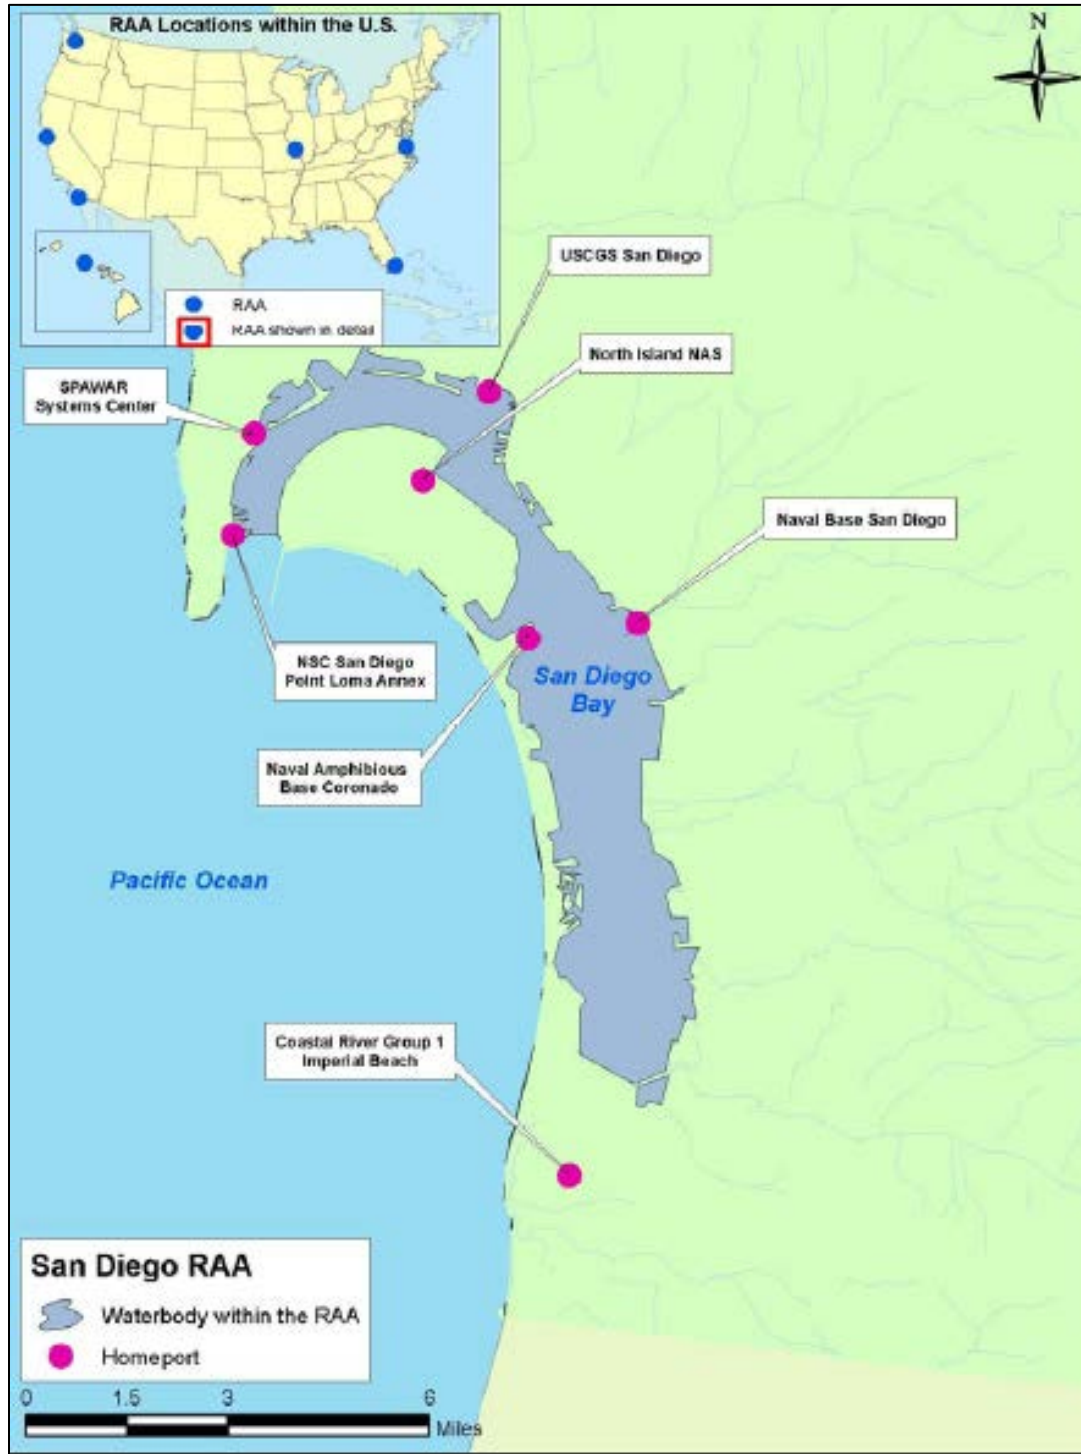 RAA Locations within the U.S.
N
RAA
RAA shown in detail
USCGS San Diego
North Island NAS
SPAWAR
Systems Center
Naval Base San Diego
NSC San Diego
Point Loma Annex
San Diego
Bay
Naval Amphibious
Base Coronado
Pacific Ocean
Coastal River Group 1
Imperial Beach
San Diego RAA
Waterbody within the RAA
Homeport
0 1.5 3 6
Miles